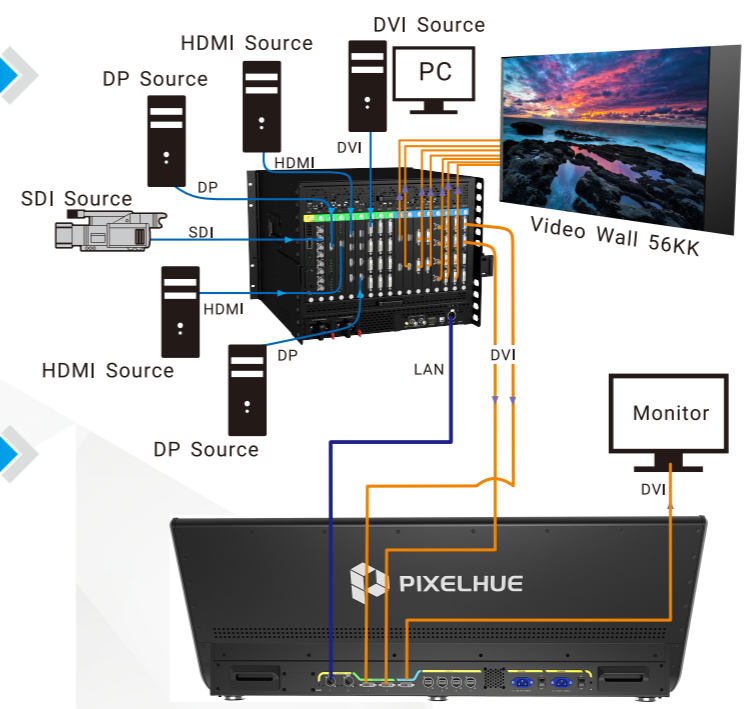 DVI Source
HDMI Source
PC
DP Source
DVI
HDMI
DP
SDI Source
SDI
Video Wall 56KK
HDMI
DP
LAN
DVI
HDMI Source
Monitor
DP Source
DVI
PIXELHUE